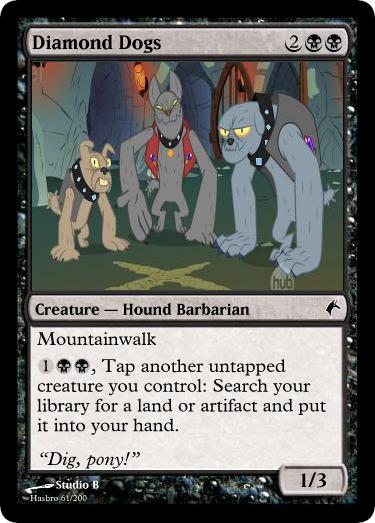 Diamond Dogs 2
hub
Creature — Hound Barbarian
Mountainwalk
1, Tap another untapped
creature you control: Search your
library for a land or artifact and put
it into your hand.
“Dig, pony!”
Studio B
Hasbro 61/200
1/3